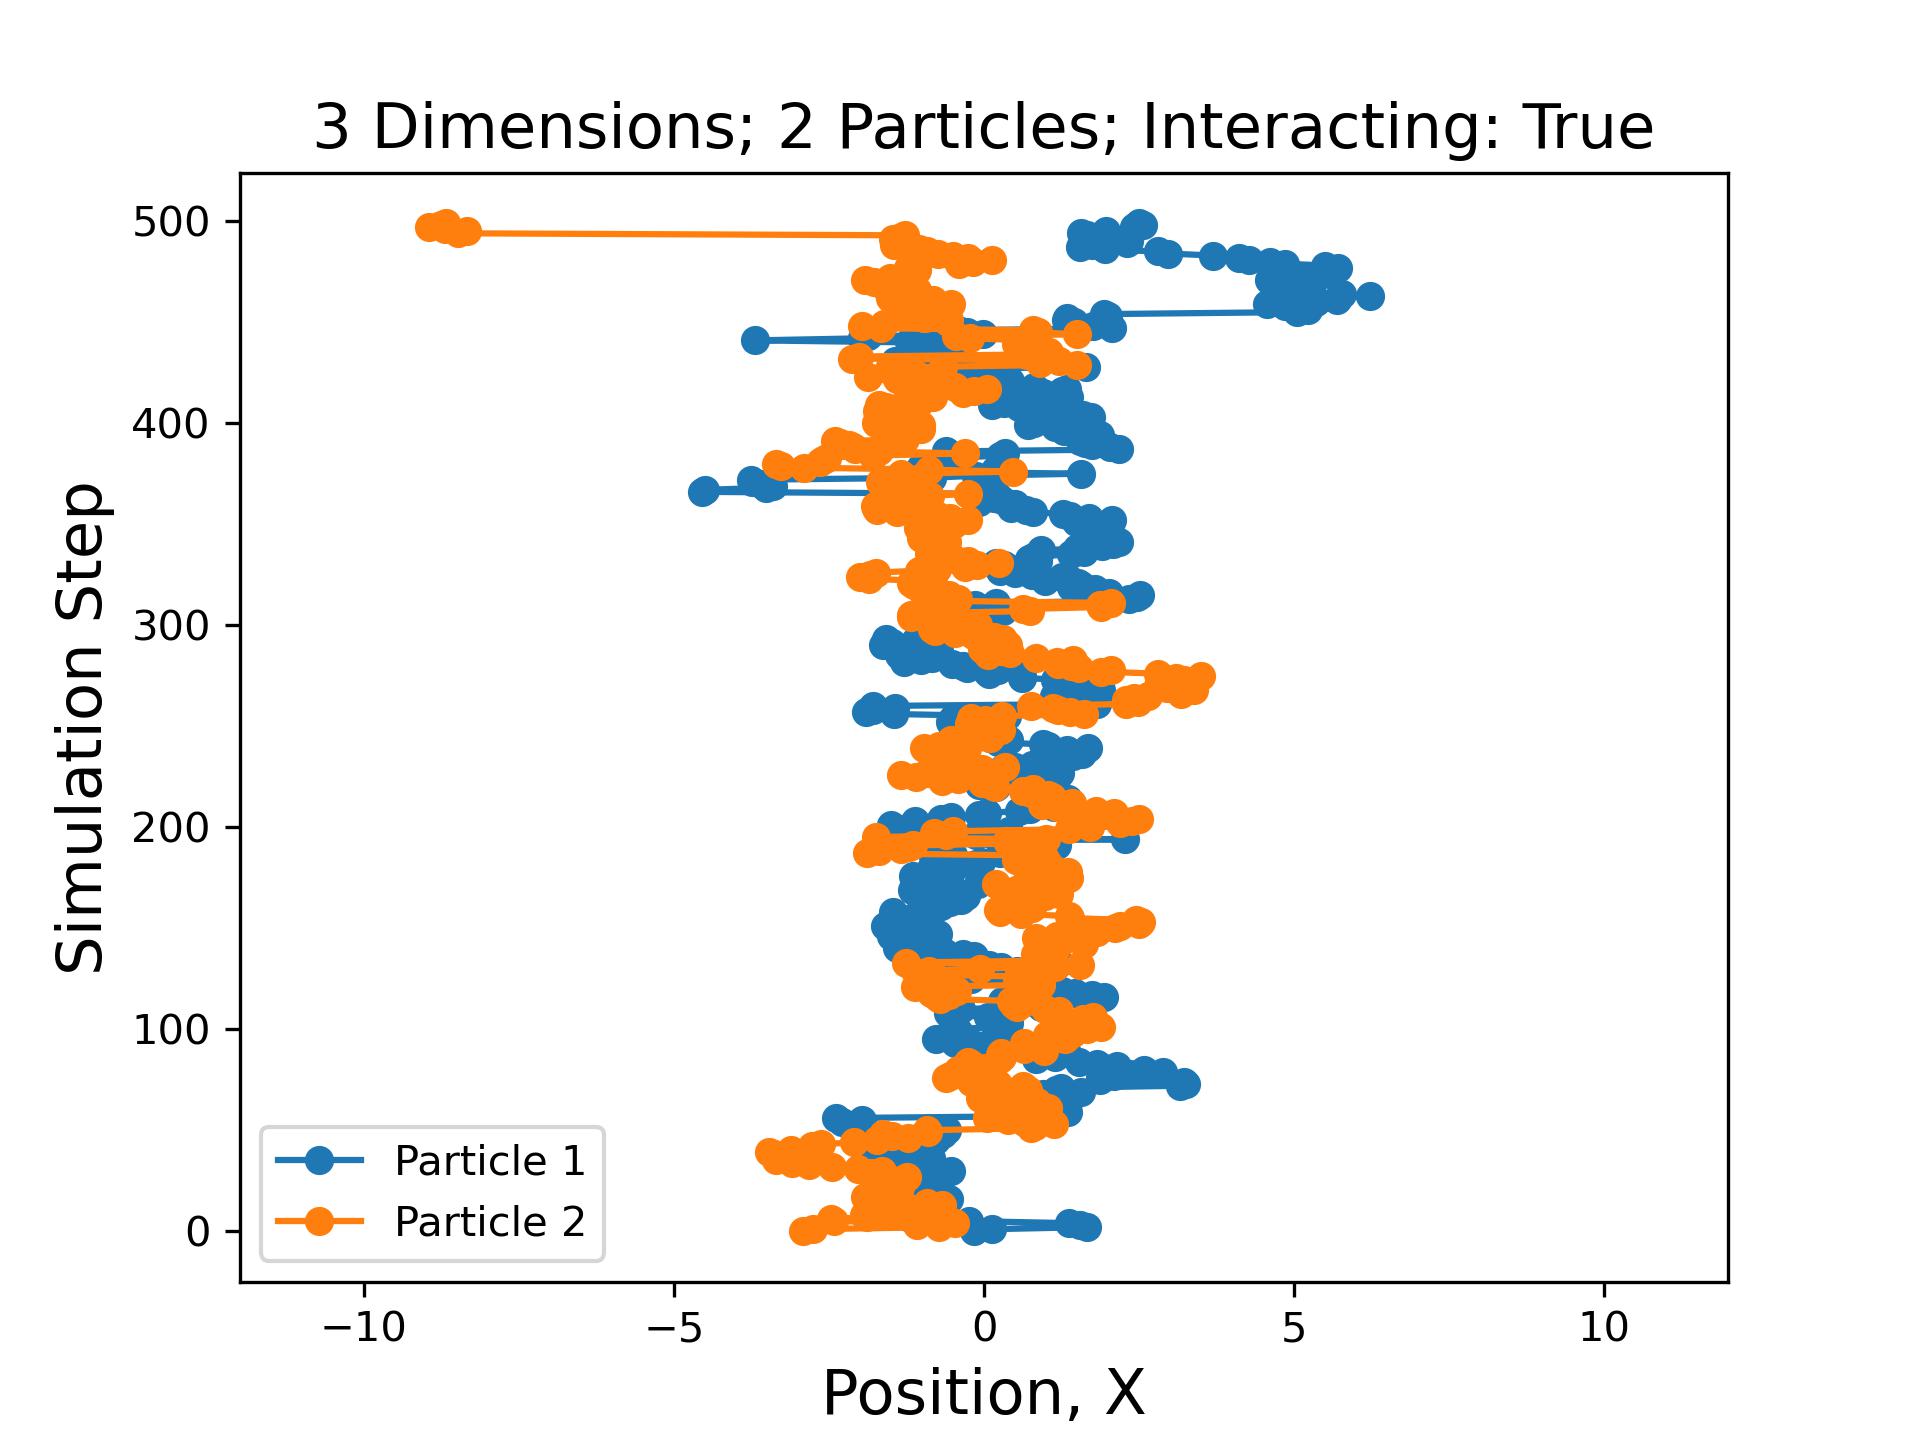 3 Dimensions; 2 Particles; Interacting: True
Simulation Step
500
400
300
200
100
0
Particle 1
Particle 2
−10
−5
0
5
10
Position, X